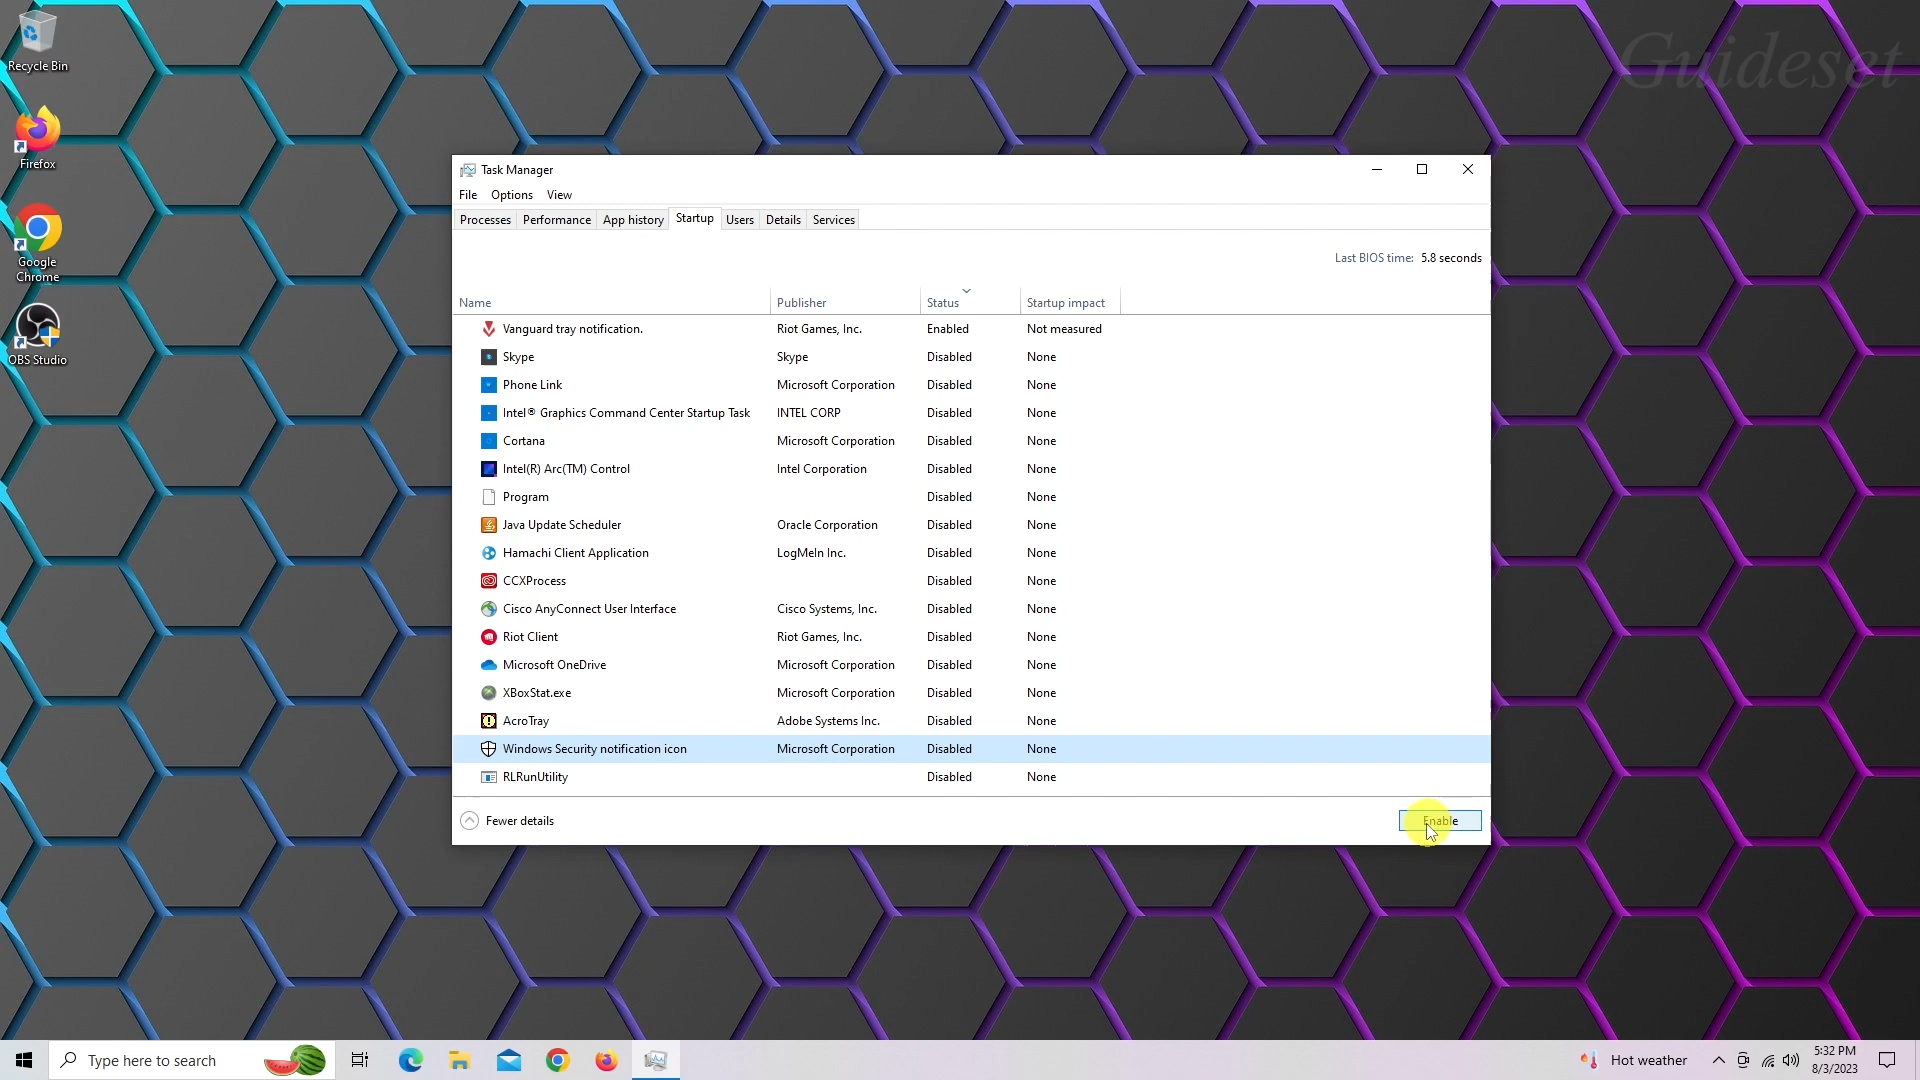 Guideset
Recycle Bin
Firefox
Google
Chrome
OBS Studio
Task Manager
File Options View
Processes Performance App history Startup Users Details Services
Last BIOS time: 5.8 seconds
Name Publisher Status Startup impact
Vanguard tray notification. Riot Games, Inc. Enabled Not measured
Skype Skype Disabled None
Phone Link Microsoft Corporation Disabled None
Intel® Graphics Command Center Startup Task INTEL CORP Disabled None
Cortana Microsoft Corporation Disabled None
Intel(R) Arc(TM) Control Intel Corporation Disabled None
Program Disabled None
Java Update Scheduler Oracle Corporation Disabled None
Hamachi Client Application LogMeIn Inc. Disabled None
CCXProcess Disabled None
Cisco AnyConnect User Interface Cisco Systems, Inc. Disabled None
Riot Client Riot Games, Inc. Disabled None
Microsoft OneDrive Microsoft Corporation Disabled None
XBoxStat.exe Microsoft Corporation Disabled None
AcroTray Adobe Systems Inc. Disabled None
Windows Security notification icon Microsoft Corporation Disabled None
RLRunUtility Disabled None
Fewer details Enable
Type here to search Hot weather 5:32 PM
8/3/2023